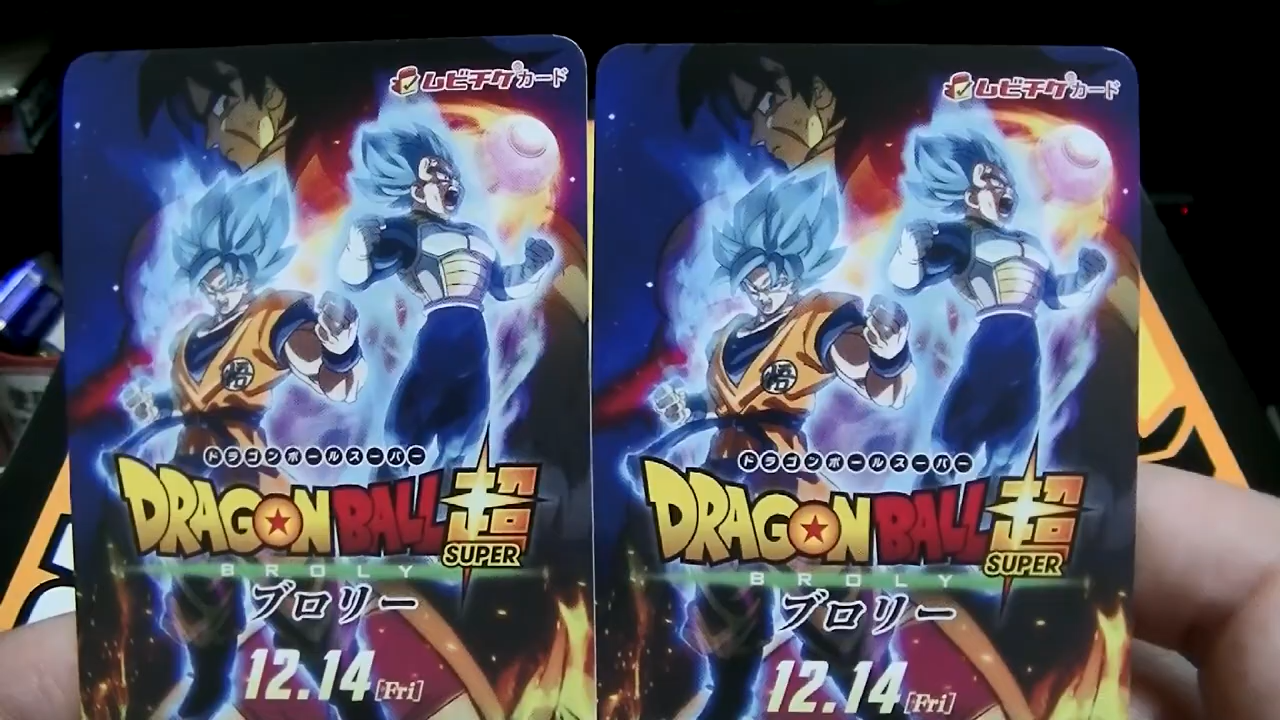 ムビチケカード
悟
ドラゴンボールスーパー
DRAGON BALL 超
SUPER
BROLY
ブロリー
12.14 [Fri]
ムビチケカード
悟
ドラゴンボールスーパー
DRAGON BALL 超
SUPER
BROLY
ブロリー
12.14 [Fri]